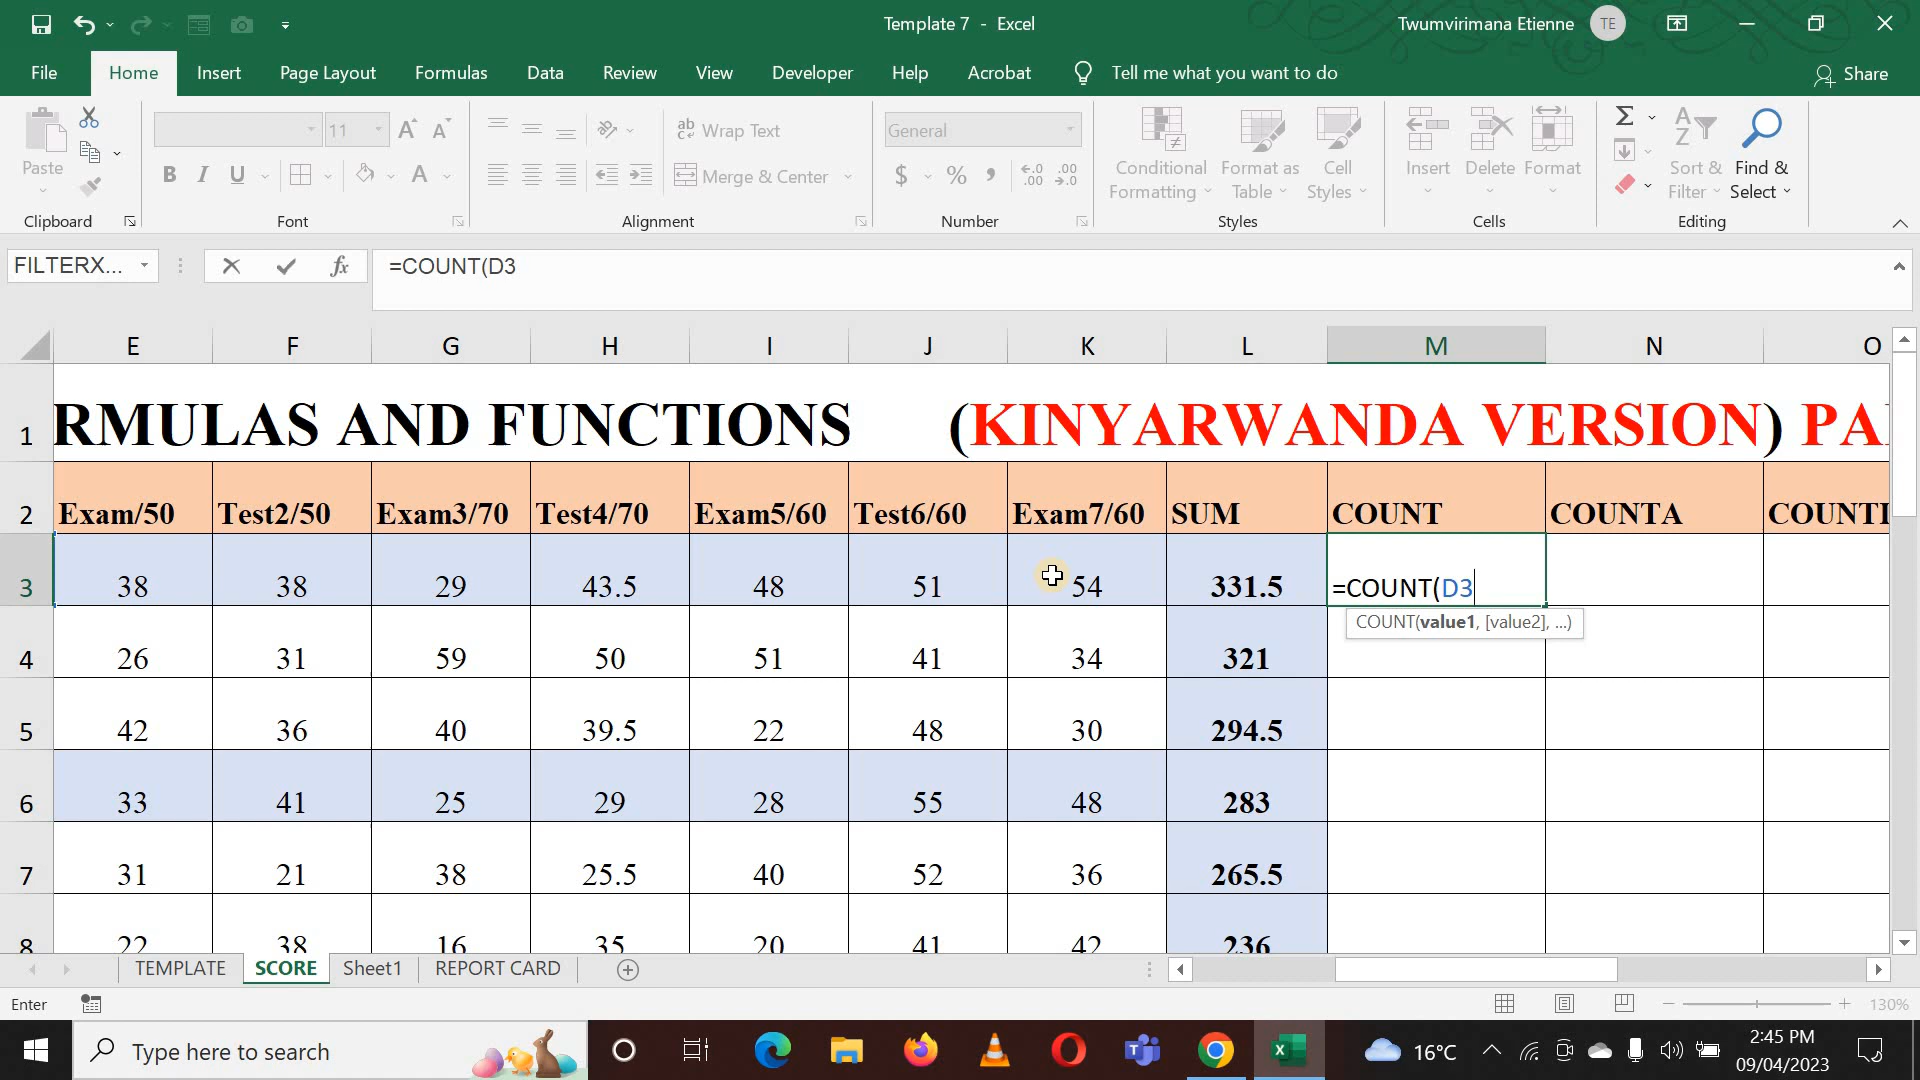 Template 7 - Excel
Twumvirimana Etienne TE
File Home Insert Page Layout Formulas Data Review View Developer Help Acrobat Tell me what you want to do Share
Paste
11
Wrap Text
General
Conditional Formatting
Format as Table
Cell Styles
Insert Delete Format
Sort & Filter
Find & Select
B I U
Merge & Center
$ % ,
Clipboard Font Alignment Number Styles Cells Editing
FILTERX... fx =COUNT(D3
E F G H I J K L M N O
1 RMULAS AND FUNCTIONS (KINYARWANDA VERSION) PA
2 Exam/50 Test2/50 Exam3/70 Test4/70 Exam5/60 Test6/60 Exam7/60 SUM COUNT COUNTA COUNTI
3 38 38 29 43.5 48 51 54 331.5 =COUNT(D3
COUNT(value1, [value2], ...)
4 26 31 59 50 51 41 34 321
5 42 36 40 39.5 22 48 30 294.5
6 33 41 25 29 28 55 48 283
7 31 21 38 25.5 40 52 36 265.5
8 22 38 16 35 20 41 42 236
TEMPLATE SCORE Sheet1 REPORT CARD
Enter
130%
Type here to search
16°C
2:45 PM
09/04/2023